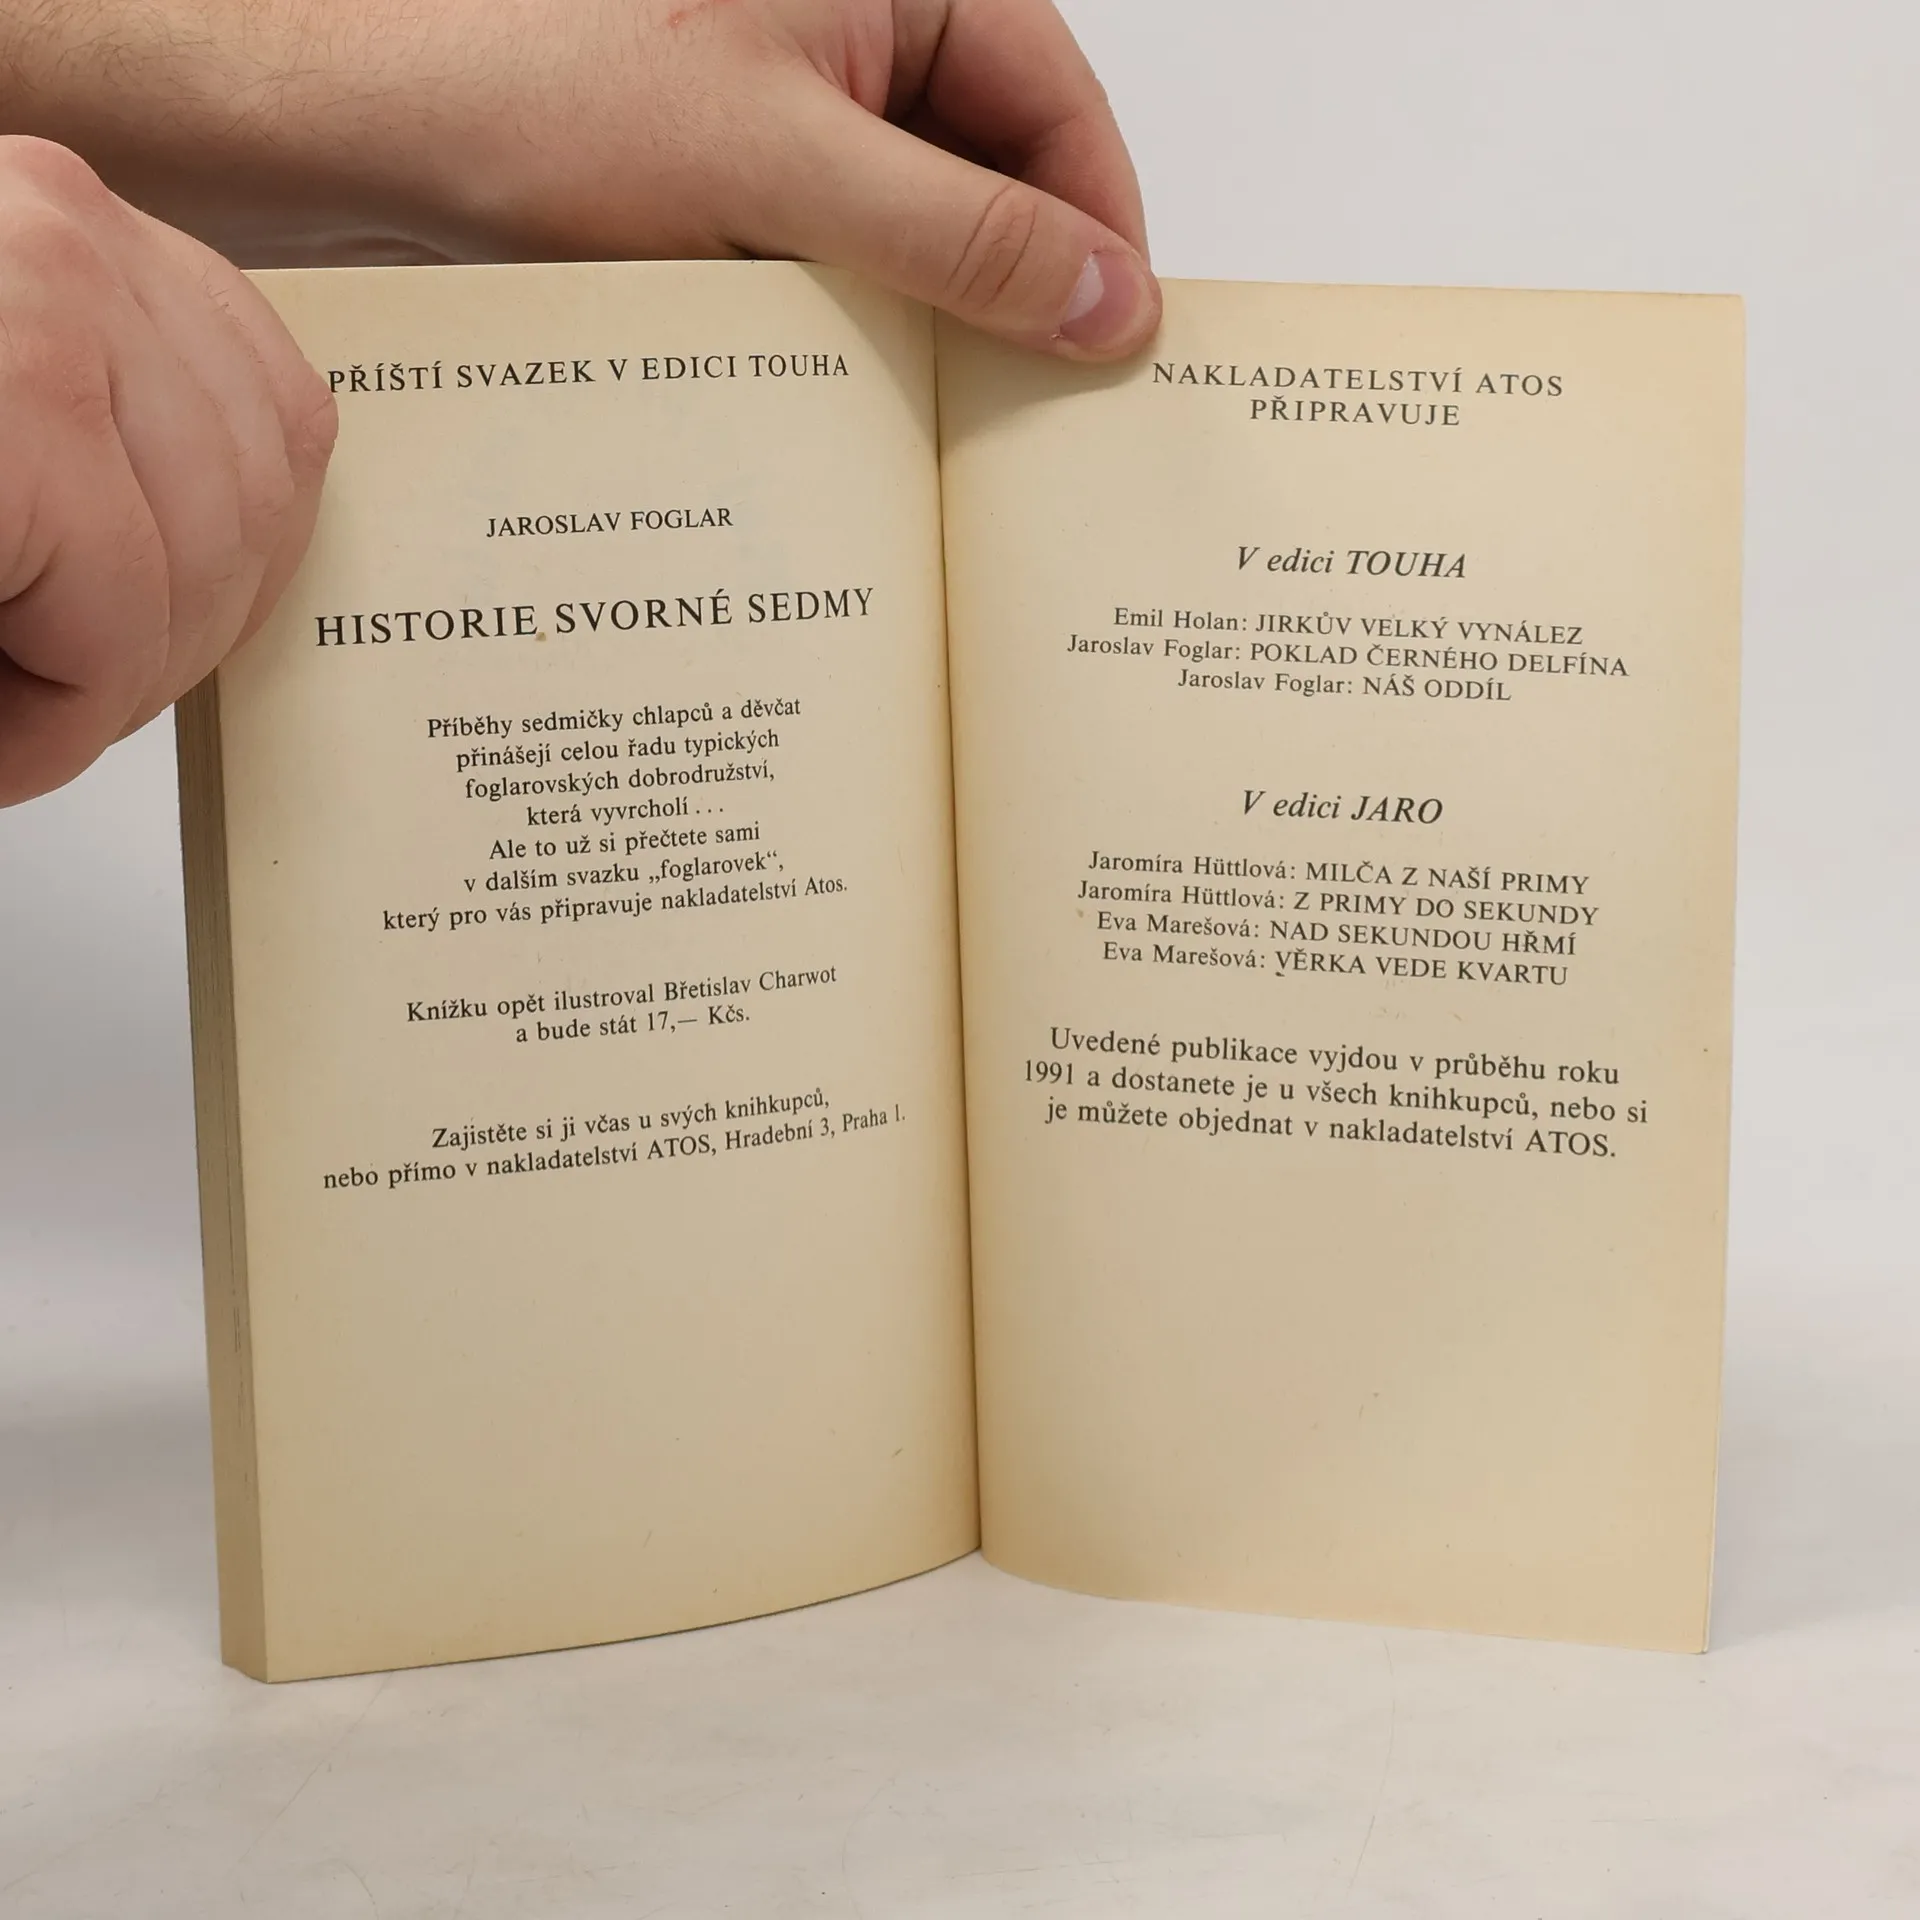 PŘÍŠTÍ SVAZEK V EDICI TOUHA
JAROSLAV FOGLAR
HISTORIE SVORNÉ SEDMY
Příběhy sedmičky chlapců a děvčat
přinášejí celou řadu typických
foglarovských dobrodružství,
která vyvrcholí . . .
Ale to už si přečtete sami
v dalším svazku „foglarovek“,
který pro vás připravuje nakladatelství Atos.
Knížku opět ilustroval Břetislav Charwot
a bude stát 17,— Kčs.
Zajistěte si ji včas u svých knihkupců,
nebo přímo v nakladatelství ATOS, Hradební 3, Praha 1.
NAKLADATELSTVÍ ATOS
PŘIPRAVUJE
V edici TOUHA
Emil Holan: JIRKŮV VELKÝ VYNÁLEZ
Jaroslav Foglar: POKLAD ČERNÉHO DELFÍNA
Jaroslav Foglar: NÁŠ ODDÍL
V edici JARO
Jaromíra Hüttlová: MILČA Z NAŠÍ PRIMY
Jaromíra Hüttlová: Z PRIMY DO SEKUNDY
Eva Marešová: NAD SEKUNDOU HŘMÍ
Eva Marešová: VĚRKA VEDE KVARTU
Uvedené publikace vyjdou v průběhu roku
1991 a dostanete je u všech knihkupců, nebo si
je můžete objednat v nakladatelství ATOS.